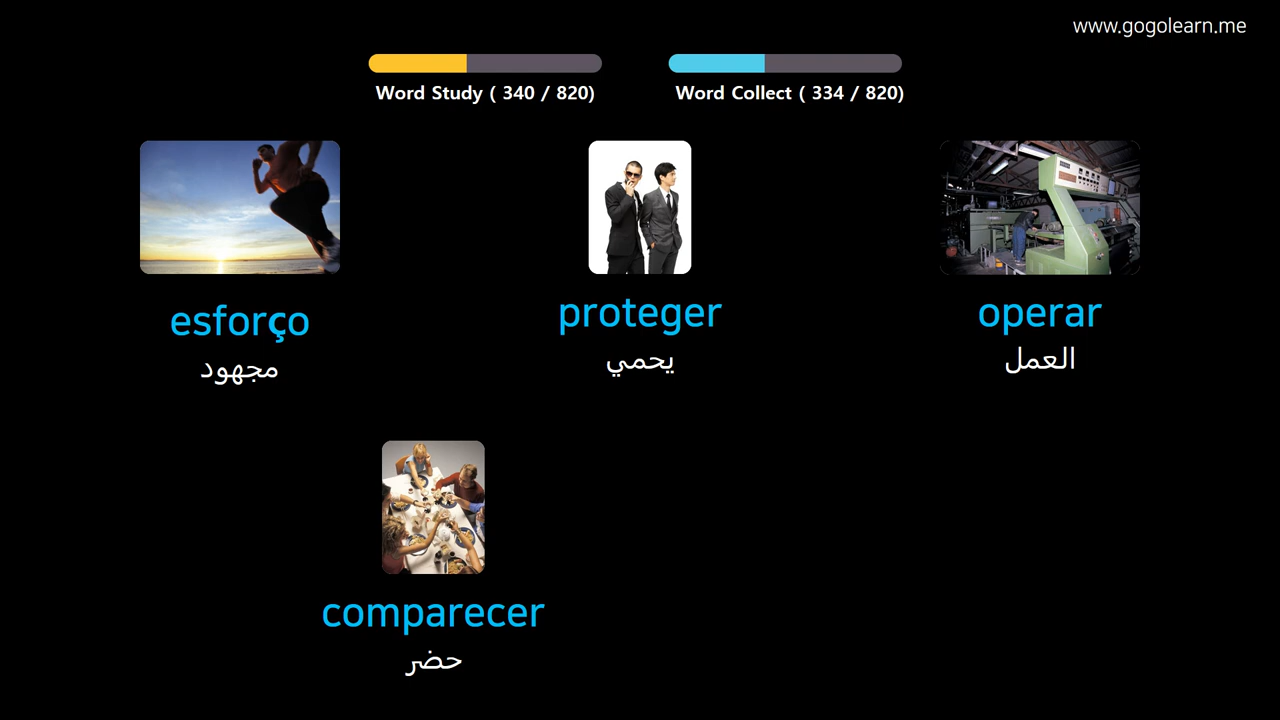 www.gogolearn.me
Word Study ( 340 / 820)
Word Collect ( 334 / 820)
esforço
مجهود
proteger
يحمي
operar
العمل
comparecer
حضر